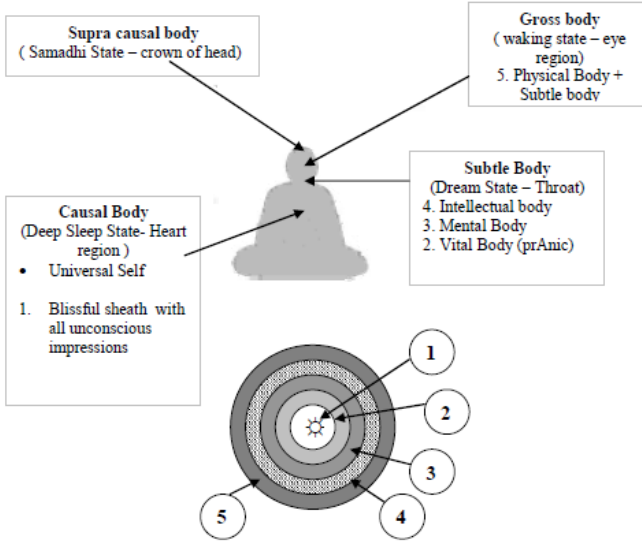 Supra causal body
( Samadhi State – crown of head)
Gross body
( waking state – eye
region)
5. Physical Body +
Subtle body
Subtle Body
(Dream State – Throat)
4. Intellectual body
3. Mental Body
2. Vital Body (prAnic)
Causal Body
(Deep Sleep State- Heart
region )
• Universal Self
1. Blissful sheath with
all unconscious
impressions
1
2
3
4
5